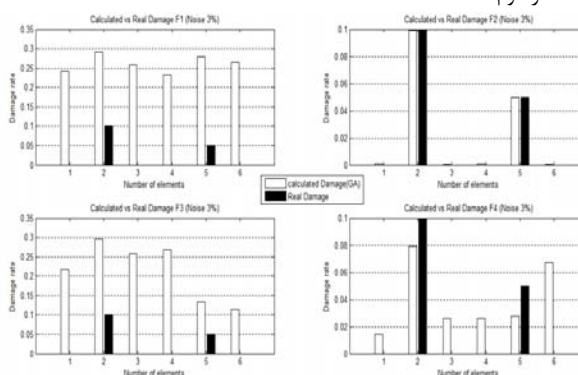 Calculated vs Real Damage F1 (Noise 3%)
Damage rate
0.35
0.3
0.25
0.2
0.15
0.1
0.05
0
1 2 3 4 5 6
Number of elements
Calculated vs Real Damage F2 (Noise 3%)
Damage rate
0.1
0.08
0.06
0.04
0.02
0
1 2 3 4 5 6
Number of elements
calculated Damage(GA)
Real Damage
Calculated vs Real Damage F3 (Noise 3%)
Damage rate
0.35
0.3
0.25
0.2
0.15
0.1
0.05
0
1 2 3 4 5 6
Number of elements
Calculated vs Real Damage F4 (Noise 3%)
Damage rate
0.1
0.08
0.06
0.04
0.02
0
1 2 3 4 5 6
Number of elements